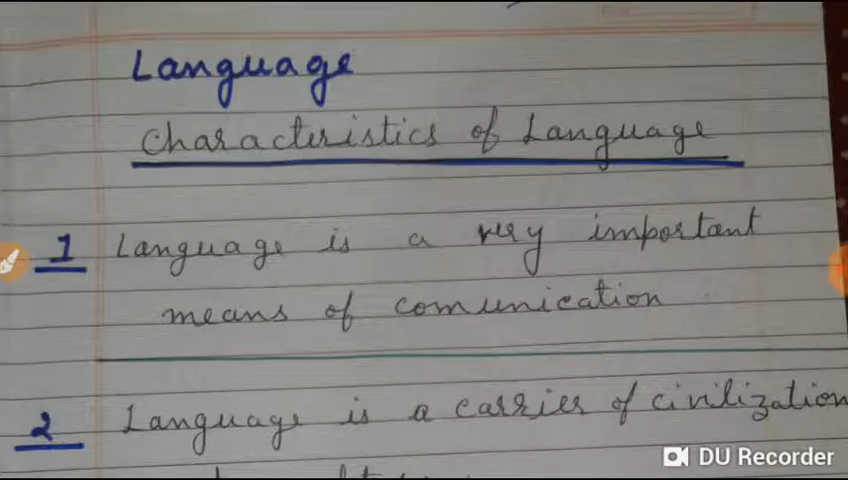 Language
Characteristics of Language
1 Language is a very important
means of comunication
2 Language is a carrier of civilization
DU Recorder